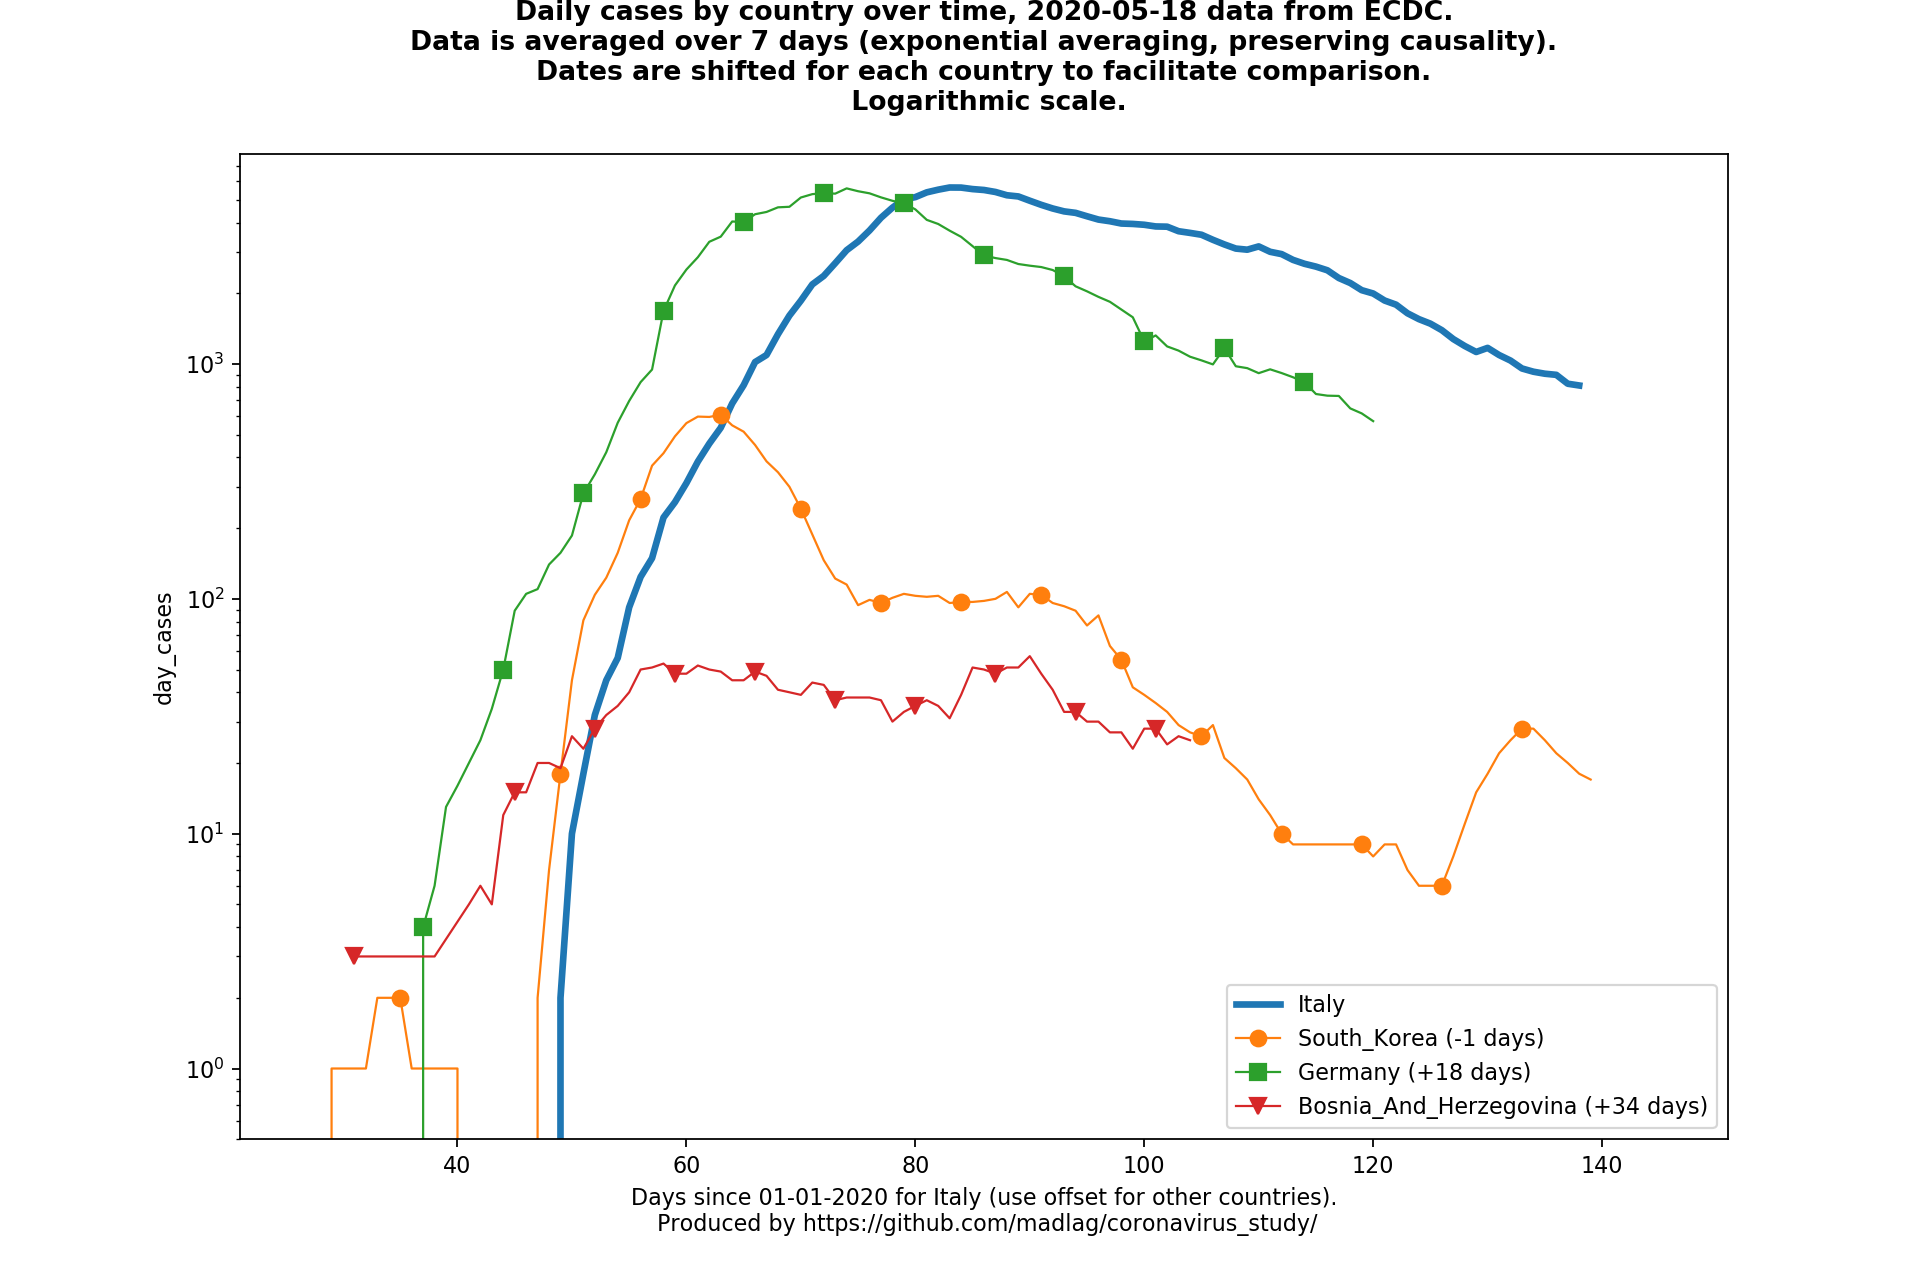 Daily cases by country over time, 2020-05-18 data from ECDC.
Data is averaged over 7 days (exponential averaging, preserving causality).
Dates are shifted for each country to facilitate comparison.
Logarithmic scale.
day_cases
10³
10²
10¹
10⁰
Italy
South_Korea (-1 days)
Germany (+18 days)
Bosnia_And_Herzegovina (+34 days)
40 60 80 100 120 140
Days since 01-01-2020 for Italy (use offset for other countries).
Produced by https://github.com/madlag/coronavirus_study/